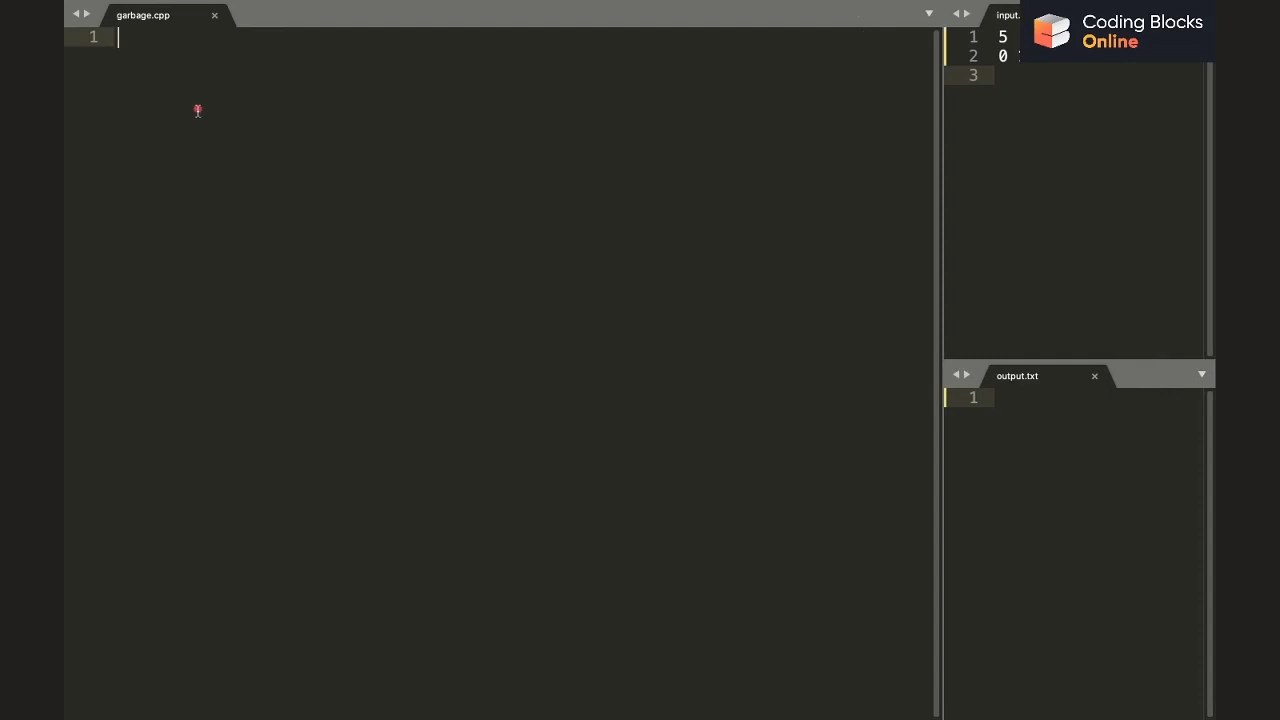 garbage.cpp
1
input.
1 5
2 0
3
Coding Blocks
Online
output.txt
1